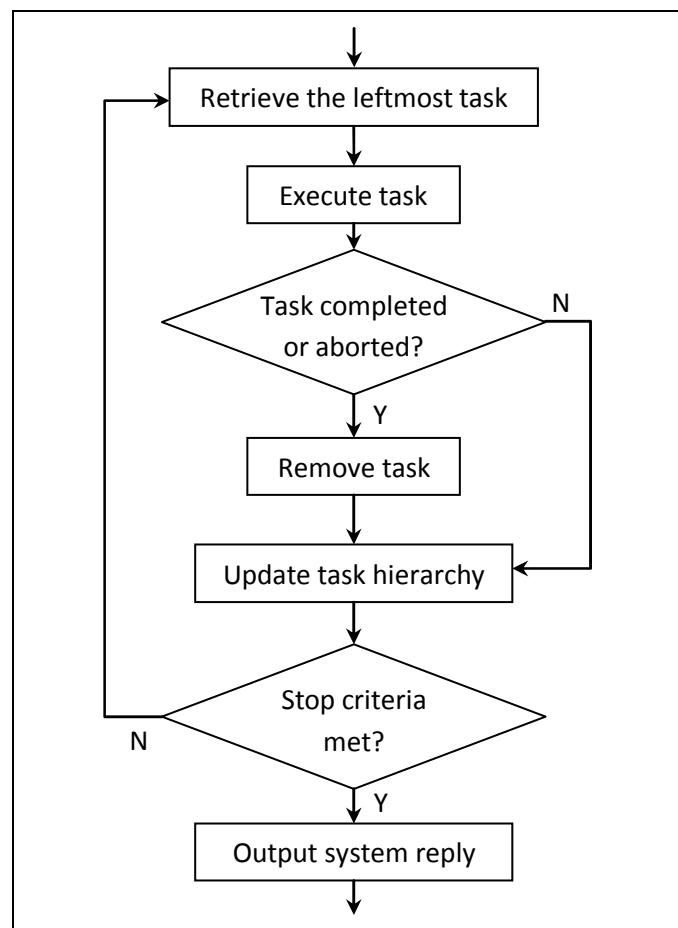 Retrieve the leftmost task
Execute task
Task completed
or aborted?
N
Y
Remove task
Update task hierarchy
Stop criteria
met?
N
Y
Output system reply